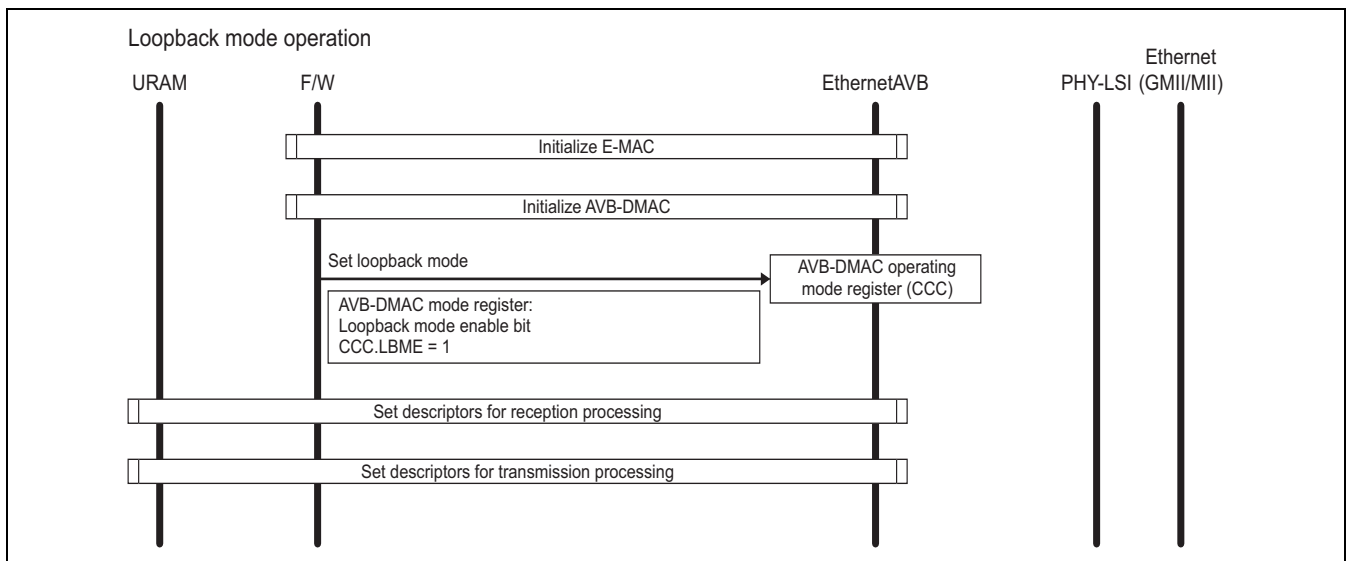 Loopback mode operation
Ethernet
URAM F/W EthernetAVB PHY-LSI (GMII/MII)
Initialize E-MAC
Initialize AVB-DMAC
Set loopback mode
AVB-DMAC operating
mode register (CCC)
AVB-DMAC mode register:
Loopback mode enable bit
CCC.LBME = 1
Set descriptors for reception processing
Set descriptors for transmission processing